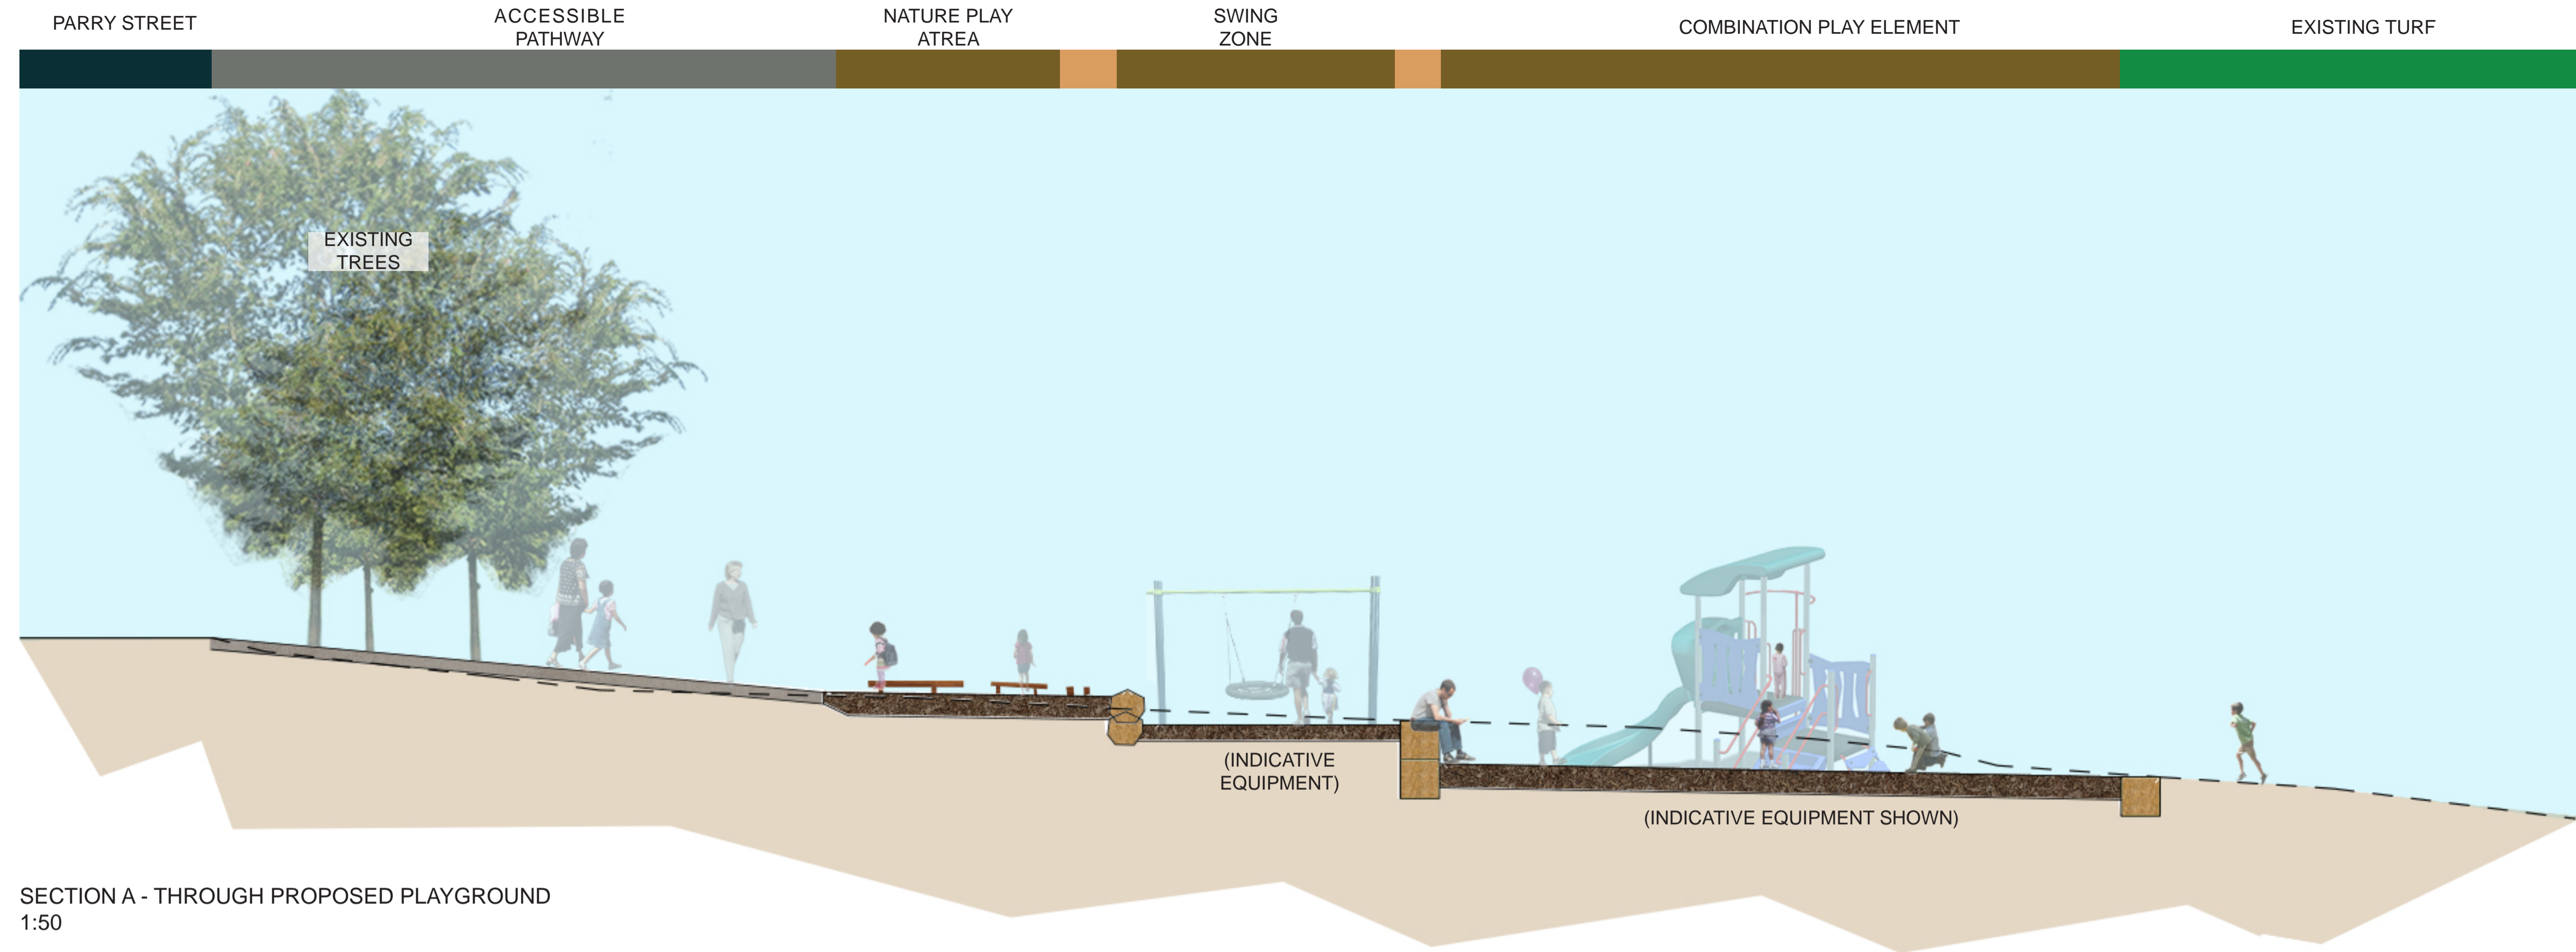 PARRY STREET
ACCESSIBLE
PATHWAY
NATURE PLAY
ATREA
SWING
ZONE
COMBINATION PLAY ELEMENT
EXISTING TURF
EXISTING
TREES
(INDICATIVE
EQUIPMENT)
(INDICATIVE EQUIPMENT SHOWN)
SECTION A - THROUGH PROPOSED PLAYGROUND
1:50